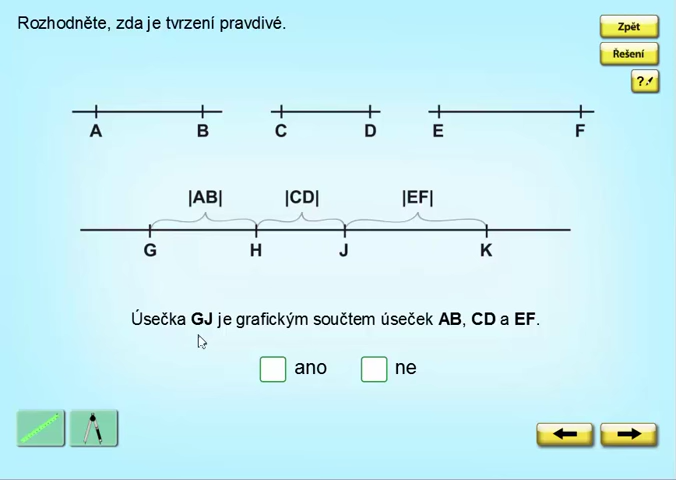 Rozhodněte, zda je tvrzení pravdivé.
Zpět
Řešení
?
A B C D E F
|AB| |CD| |EF|
G H J K
Úsečka GJ je grafickým součtem úseček AB, CD a EF.
ano ne